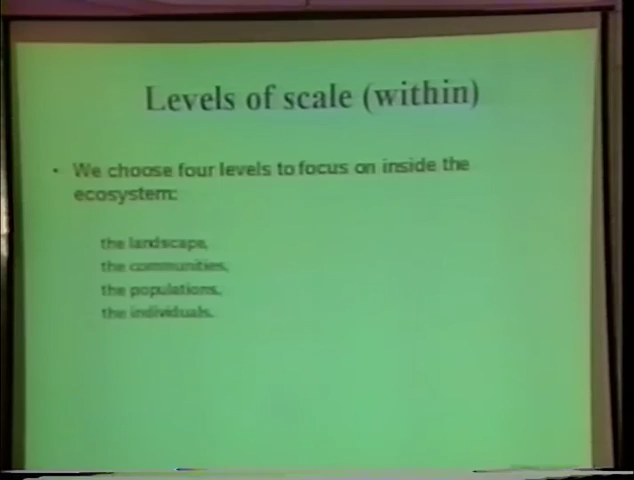 Levels of scale (within)
• We choose four levels to focus on inside the
ecosystem:
the landscape,
the communities,
the populations,
the individuals.